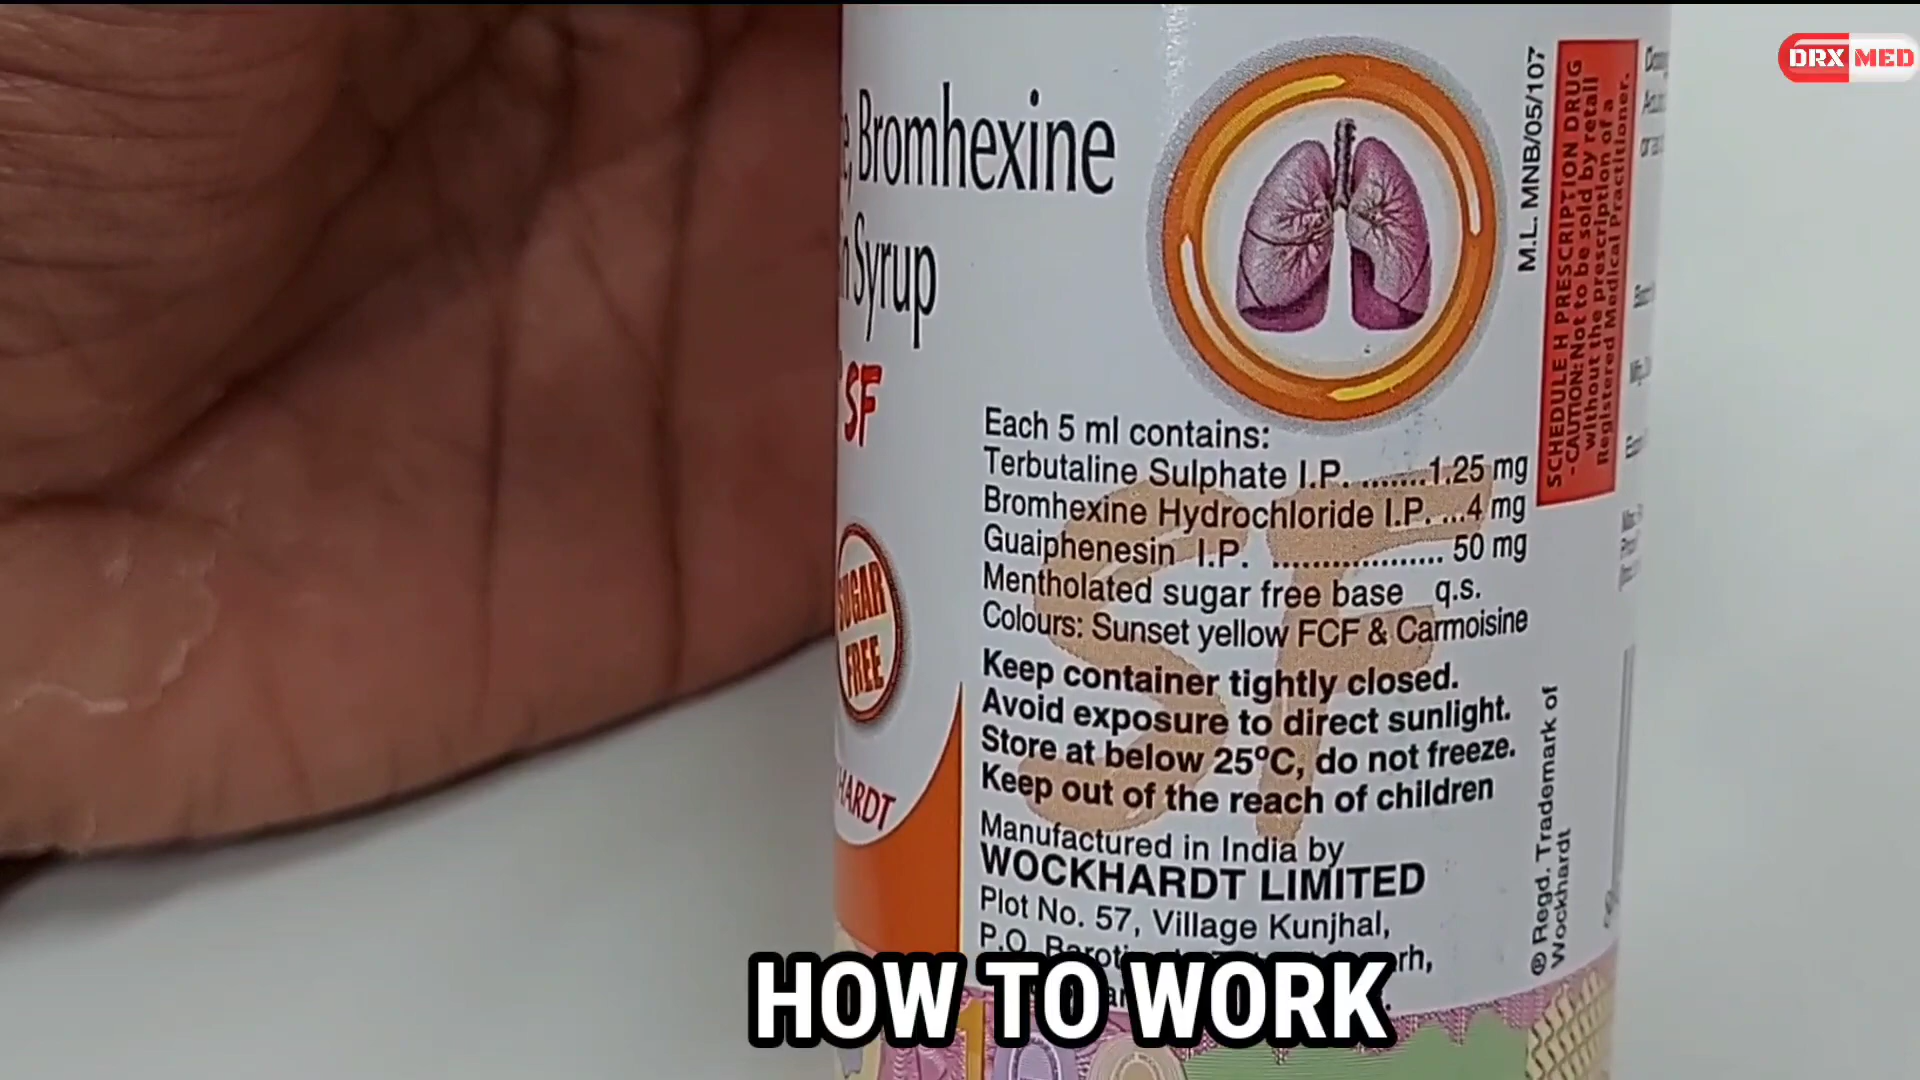 DRX MED
Bromhexine
Syrup
SF
SUGAR
FREE
M.L. MNB/05/107
SCHEDULE H PRESCRIPTION DRUG
-CAUTION: Not to be sold by retail
without the prescription of a
Registered Medical Practitioner.
Each 5 ml contains:
Terbutaline Sulphate I.P. ........1.25 mg
Bromhexine Hydrochloride I.P. ...4 mg
Guaiphenesin I.P. .................. 50 mg
Mentholated sugar free base q.s.
Colours: Sunset yellow FCF & Carmoisine
Keep container tightly closed.
Avoid exposure to direct sunlight.
Store at below 25°C, do not freeze.
Keep out of the reach of children
Manufactured in India by
WOCKHARDT LIMITED
Plot No. 57, Village Kunjhal,
P.O.
® Regd. Trademark of
Wockhardt
SF
HOW TO WORK